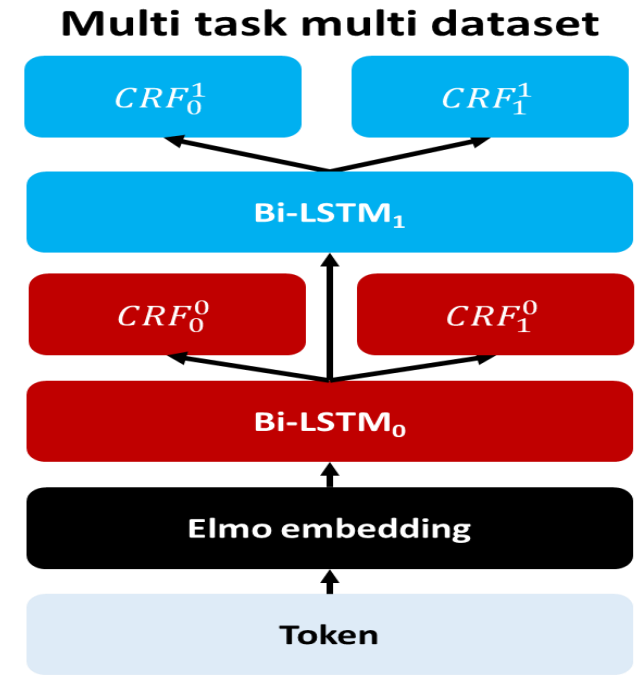 Multi task multi dataset
CRF₀¹ CRF₁¹
Bi-LSTM₁
CRF₀⁰ CRF₁⁰
Bi-LSTM₀
Elmo embedding
Token